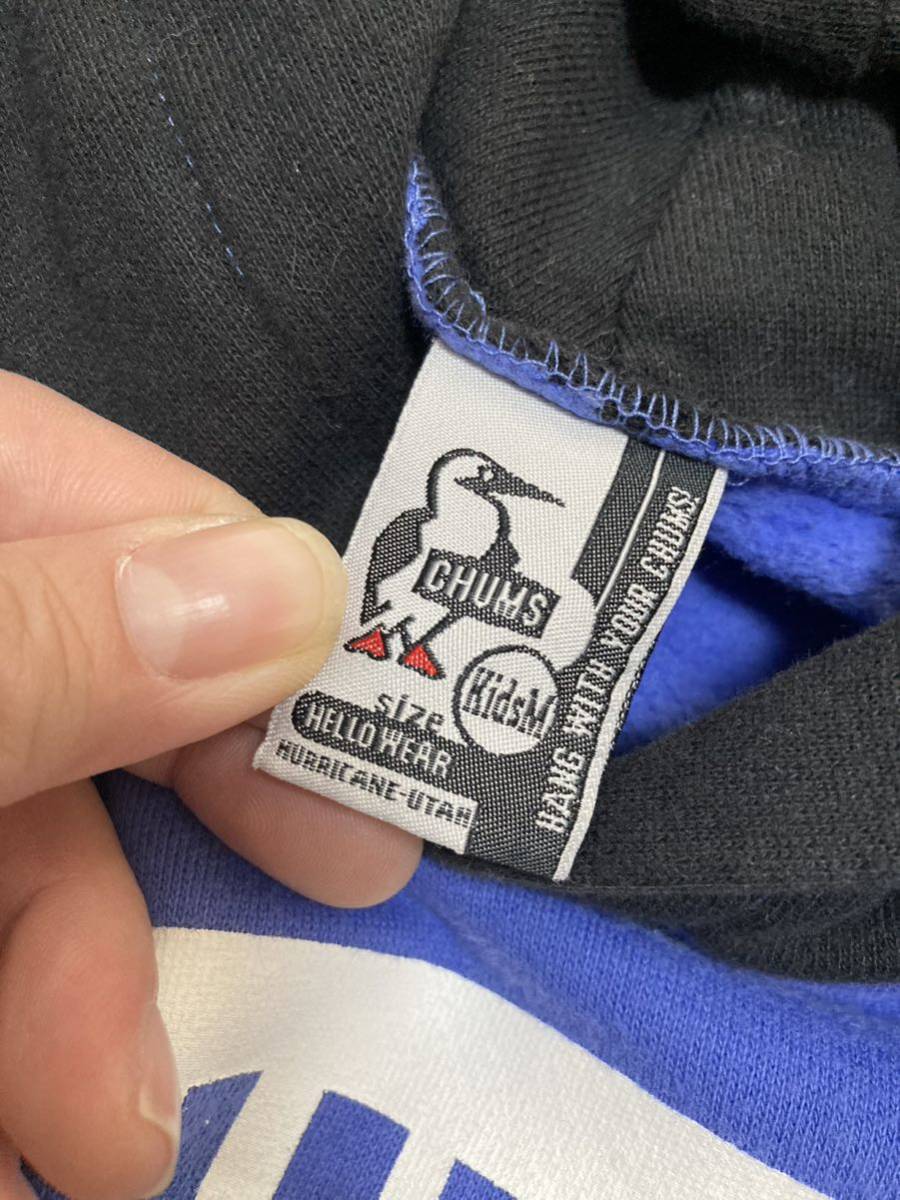 CHUMS
size KidsM
HELLO WEAR
HURRICANE-UTAH
HANG WITH YOUR CHUMS!